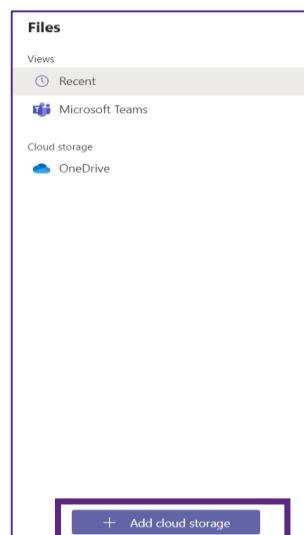 Files
Views
Recent
Microsoft Teams
Cloud storage
OneDrive
+ Add cloud storage